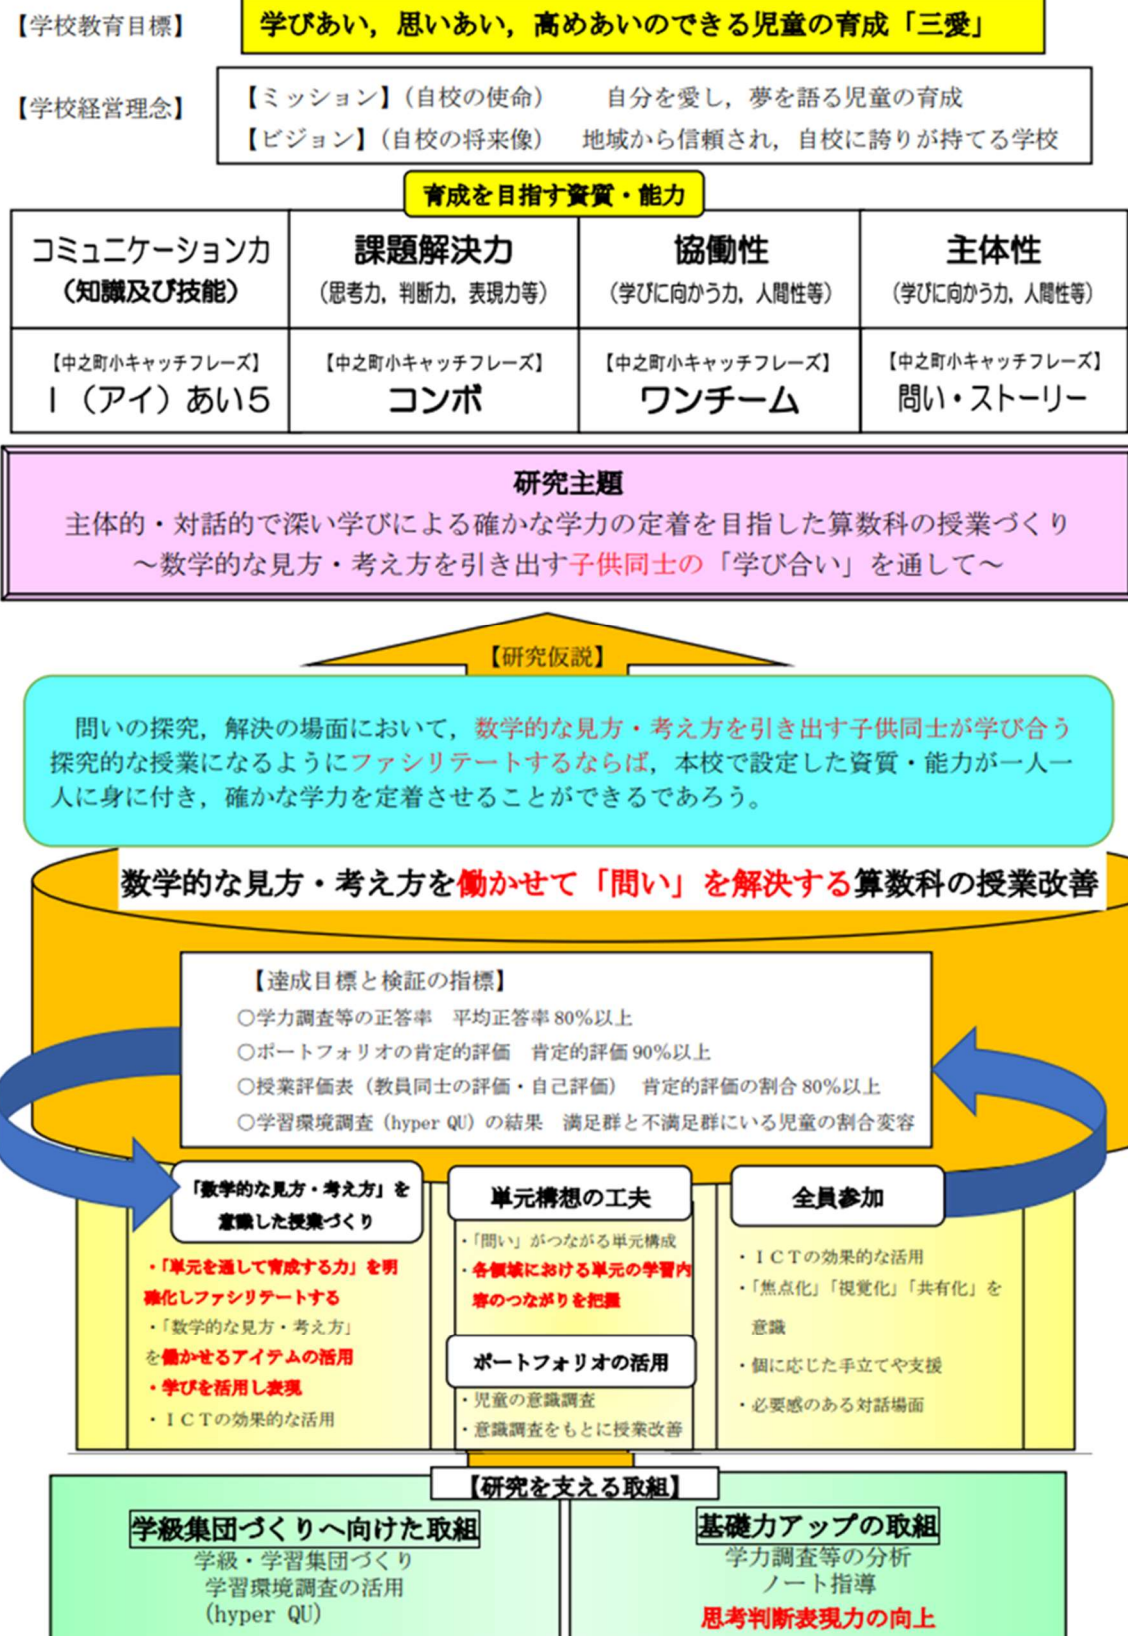 【学校教育目標】
学びあい，思いあい，高めあいのできる児童の育成「三愛」
【学校経営理念】
【ミッション】（自校の使命）　自分を愛し，夢を語る児童の育成
【ビジョン】（自校の将来像）　地域から信頼され，自校に誇りが持てる学校
育成を目指す資質・能力
コミュニケーション力
（知識及び技能）
課題解決力
（思考力，判断力，表現力等）
協働性
（学びに向かう力，人間性等）
主体性
（学びに向かう力，人間性等）
【中之町小キャッチフレーズ】
Ｉ（アイ）あい５
【中之町小キャッチフレーズ】
コンボ
【中之町小キャッチフレーズ】
ワンチーム
【中之町小キャッチフレーズ】
問い・ストーリー
研究主題
主体的・対話的で深い学びによる確かな学力の定着を目指した算数科の授業づくり
～数学的な見方・考え方を引き出す子供同士の「学び合い」を通して～
【研究仮説】
問いの探究，解決の場面において，数学的な見方・考え方を引き出す子供同士が学び合う
探究的な授業になるようにファシリテートするならば，本校で設定した資質・能力が一人一
人に身に付き，確かな学力を定着させることができるであろう。
数学的な見方・考え方を働かせて「問い」を解決する算数科の授業改善
【達成目標と検証の指標】
○学力調査等の正答率　平均正答率80％以上
○ポートフォリオの肯定的評価　肯定的評価90％以上
○授業評価表（教員同士の評価・自己評価）　肯定的評価の割合80％以上
○学習環境調査（hyper QU）の結果　満足群と不満足群にいる児童の割合変容
「数学的な見方・考え方」を
意識した授業づくり
・「単元を通して育成する力」を明
確化しファシリテートする
・「数学的な見方・考え方」
を働かせるアイテムの活用
・学びを活用し表現
・ＩＣＴの効果的な活用
単元構想の工夫
・「問い」がつながる単元構成
・各領域における単元の学習内
容のつながりを把握
ポートフォリオの活用
・児童の意識調査
・意識調査をもとに授業改善
全員参加
・ＩＣＴの効果的な活用
・「焦点化」「視覚化」「共有化」を
意識
・個に応じた手立てや支援
・必要感のある対話場面
【研究を支える取組】
学級集団づくりへ向けた取組
学級・学習集団づくり
学習環境調査の活用
(hyper QU)
基礎力アップの取組
学力調査等の分析
ノート指導
思考判断表現力の向上